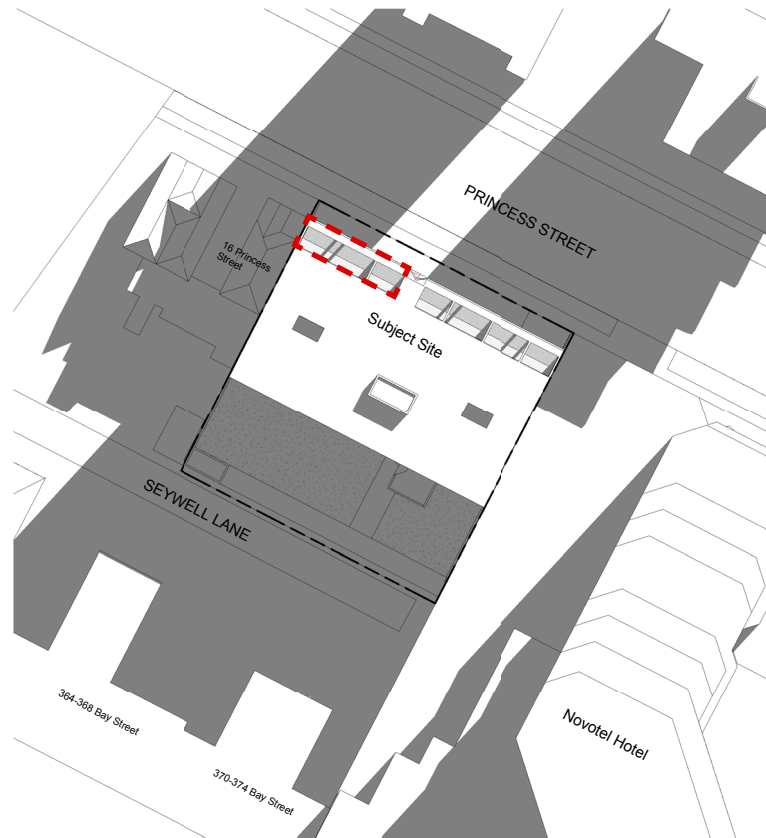 PRINCESS STREET
16 Princess
Street
Subject Site
SEYWELL LANE
364-368 Bay Street
370-374 Bay Street
Novotel Hotel